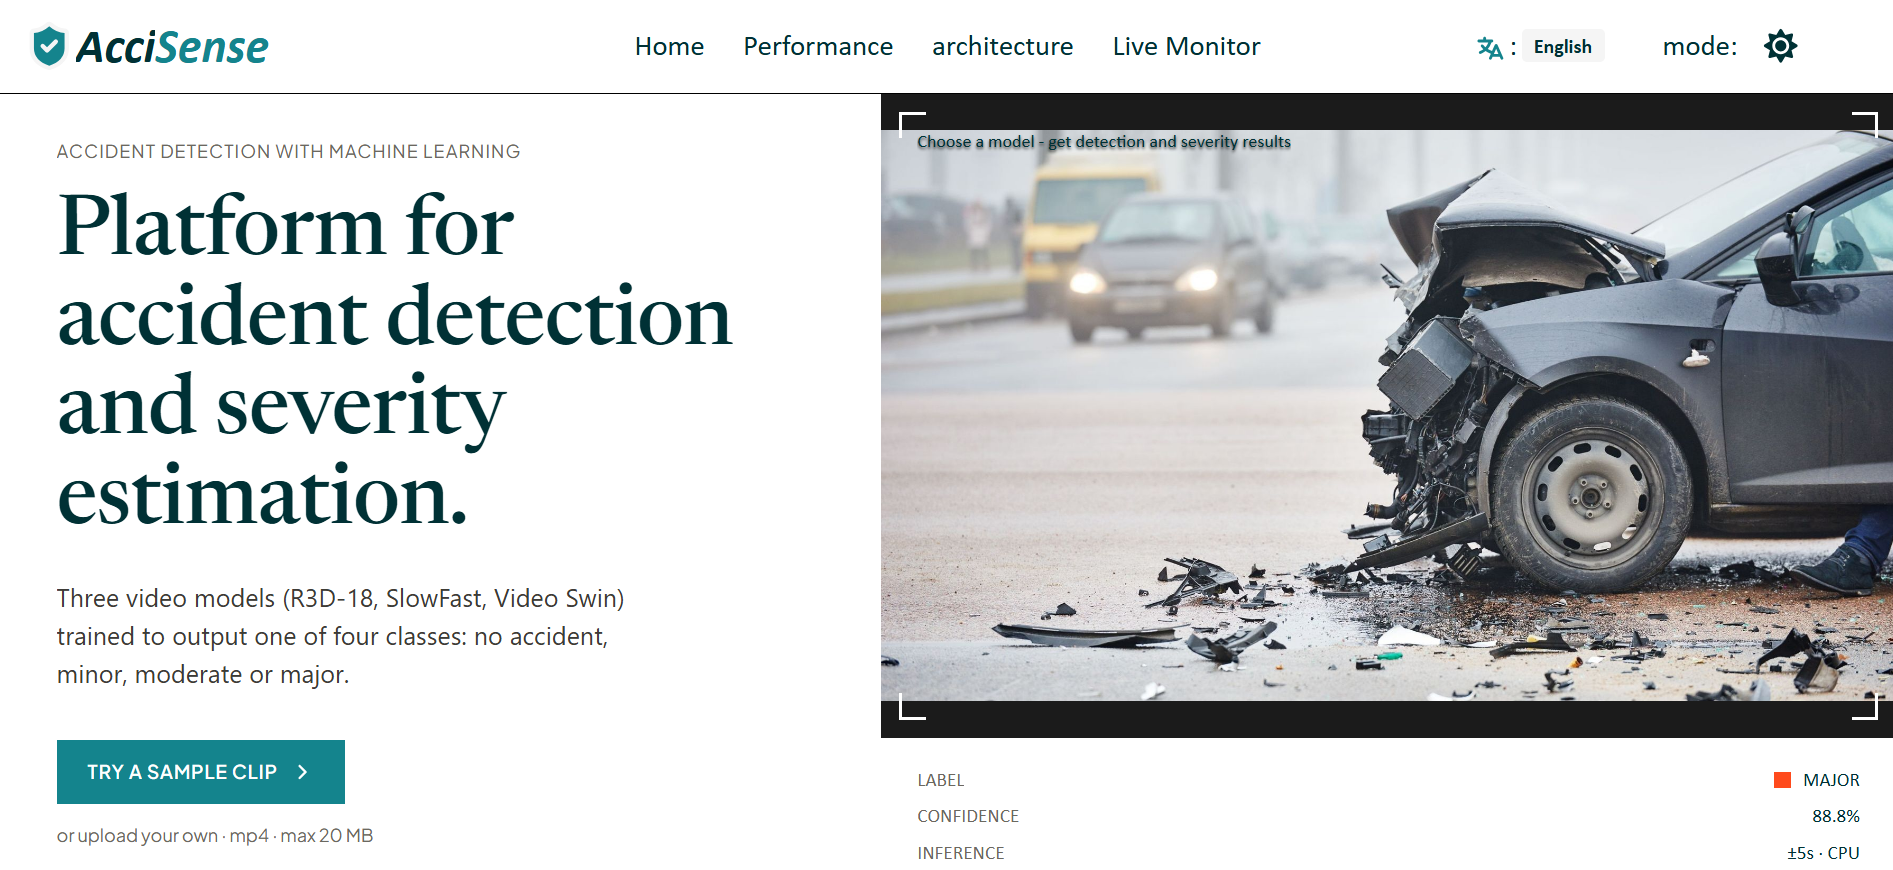 AcciSense
Home Performance architecture Live Monitor : English mode:
ACCIDENT DETECTION WITH MACHINE LEARNING
Platform for
accident detection
and severity
estimation.
Three video models (R3D-18, SlowFast, Video Swin)
trained to output one of four classes: no accident,
minor, moderate or major.
TRY A SAMPLE CLIP
or upload your own · mp4 · max 20 MB
Choose a model - get detection and severity results
LABEL MAJOR
CONFIDENCE 88.8%
INFERENCE ±5s · CPU